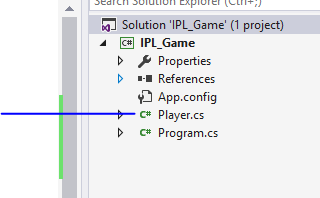 Search Solution Explorer (Ctrl+;)
Solution 'IPL_Game' (1 project)
C# IPL_Game
Properties
References
App.config
C# Player.cs
C# Program.cs